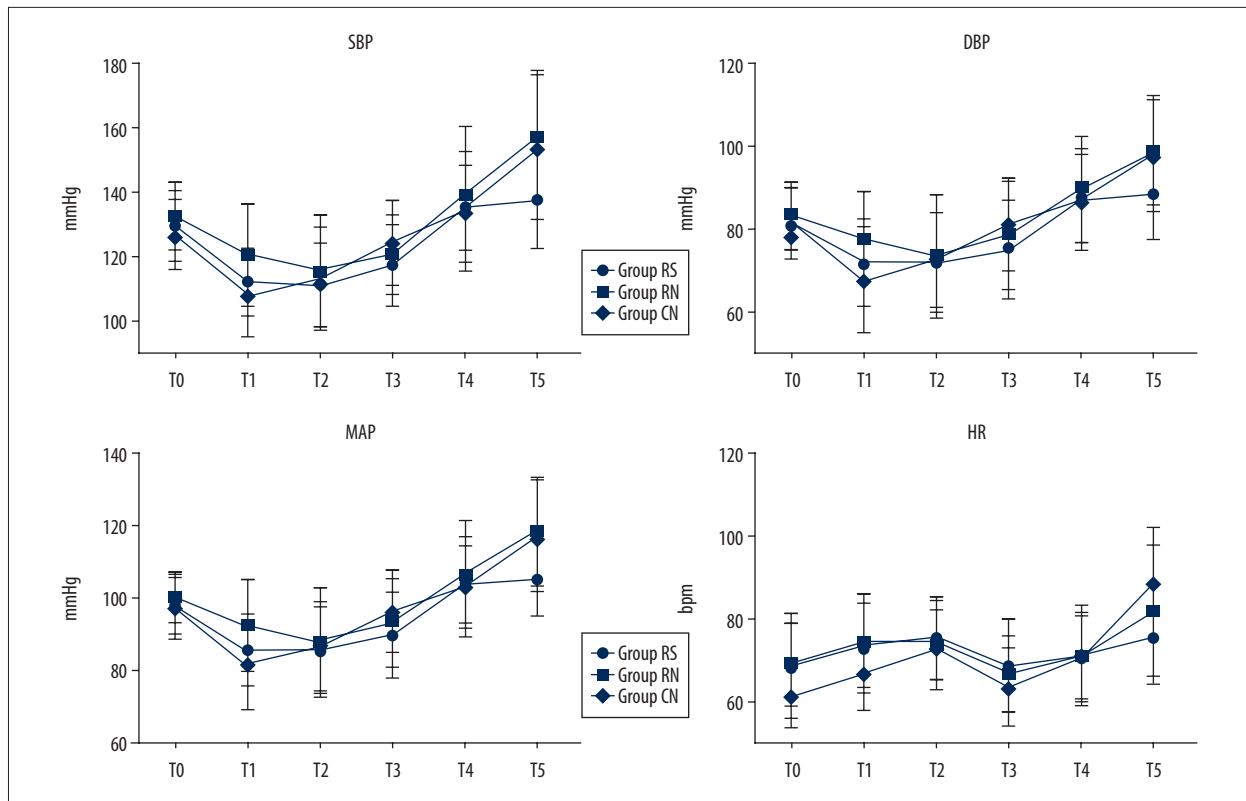 SBP
180
160
140
120
100
mmHg
T0 T1 T2 T3 T4 T5
Group RS
Group RN
Group CN
DBP
120
100
80
60
mmHg
T0 T1 T2 T3 T4 T5
MAP
140
120
100
80
60
mmHg
T0 T1 T2 T3 T4 T5
Group RS
Group RN
Group CN
HR
120
100
80
60
bpm
T0 T1 T2 T3 T4 T5